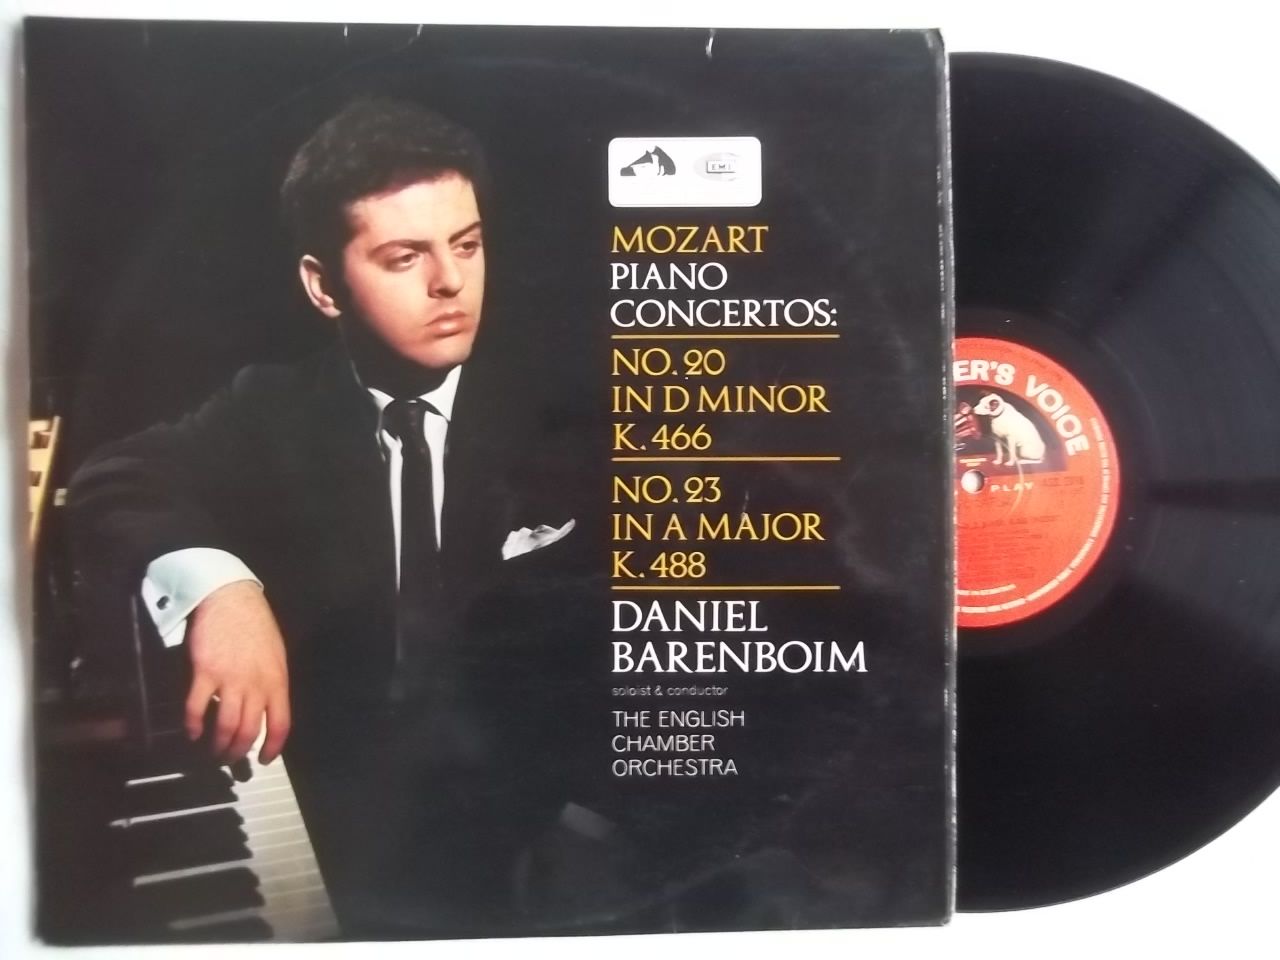 EMI
MOZART
PIANO
CONCERTOS:
NO. 20
IN D MINOR
K. 466
NO. 23
IN A MAJOR
K. 488
DANIEL
BARENBOIM
soloist & conductor
THE ENGLISH
CHAMBER
ORCHESTRA
ER'S VOICE
PLAY